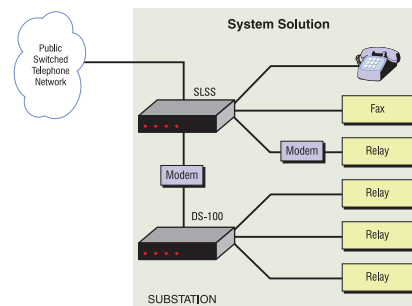 System Solution
Public
Switched
Telephone
Network
SLSS
Fax
Modem
Relay
Modem
Relay
DS-100
Relay
Relay
SUBSTATION